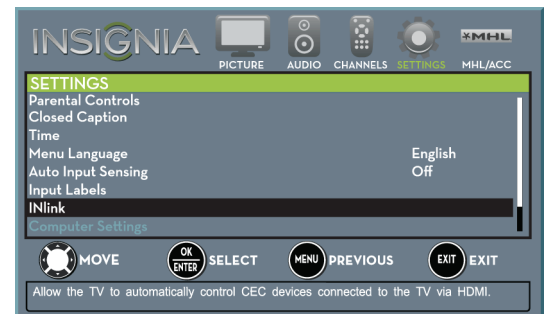 INSIGNIA
PICTURE AUDIO CHANNELS SETTINGS MHL MHL/ACC
SETTINGS
Parental Controls
Closed Caption
Time
Menu Language English
Auto Input Sensing Off
Input Labels
INlink
Computer Settings
MOVE OK ENTER SELECT MENU PREVIOUS EXIT EXIT
Allow the TV to automatically control CEC devices connected to the TV via HDMI.